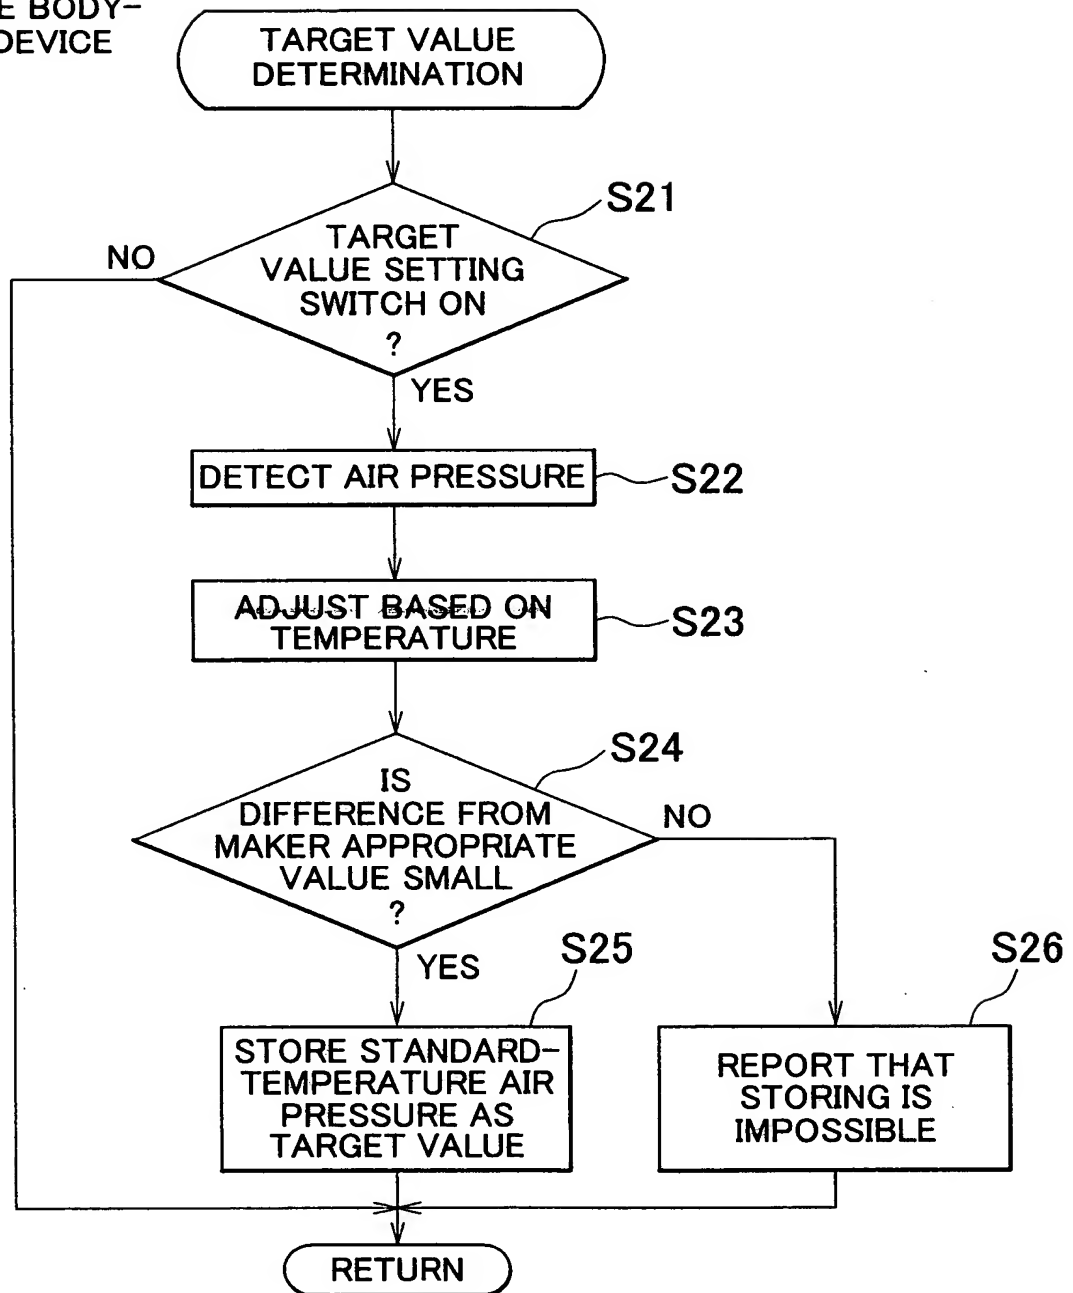 E BODY-
DEVICE
TARGET VALUE
DETERMINATION
S21
TARGET
VALUE SETTING
SWITCH ON
?
NO
YES
DETECT AIR PRESSURE
S22
ADJUST BASED ON
TEMPERATURE
S23
S24
IS
DIFFERENCE FROM
MAKER APPROPRIATE
VALUE SMALL
?
NO
YES
S25
S26
STORE STANDARD-
TEMPERATURE AIR
PRESSURE AS
TARGET VALUE
REPORT THAT
STORING IS
IMPOSSIBLE
RETURN